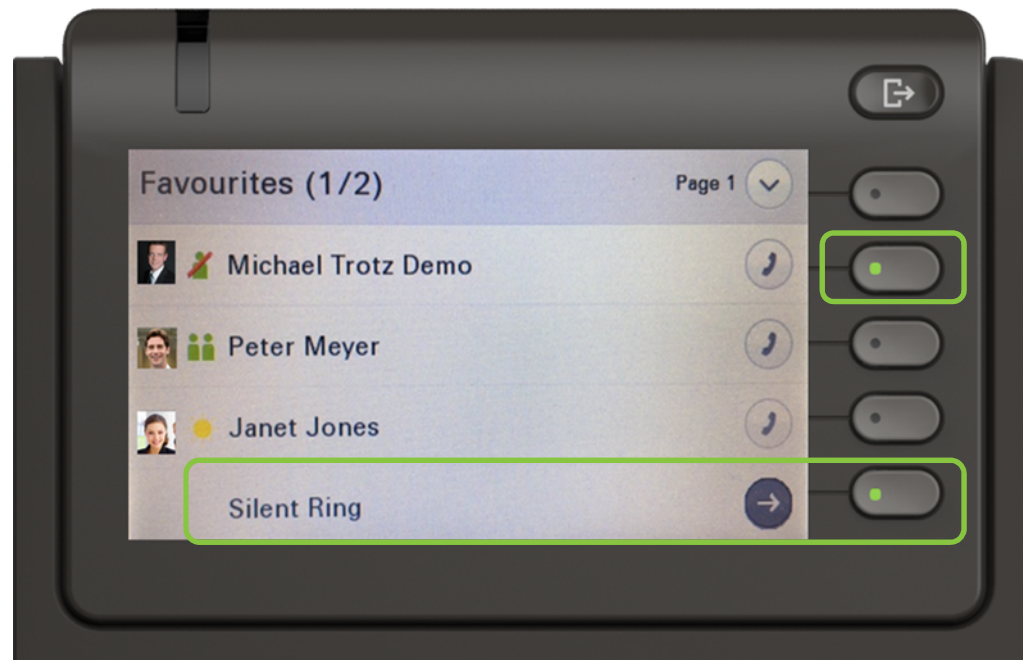 Favourites (1/2)
Page 1
Michael Trotz Demo
Peter Meyer
Janet Jones
Silent Ring